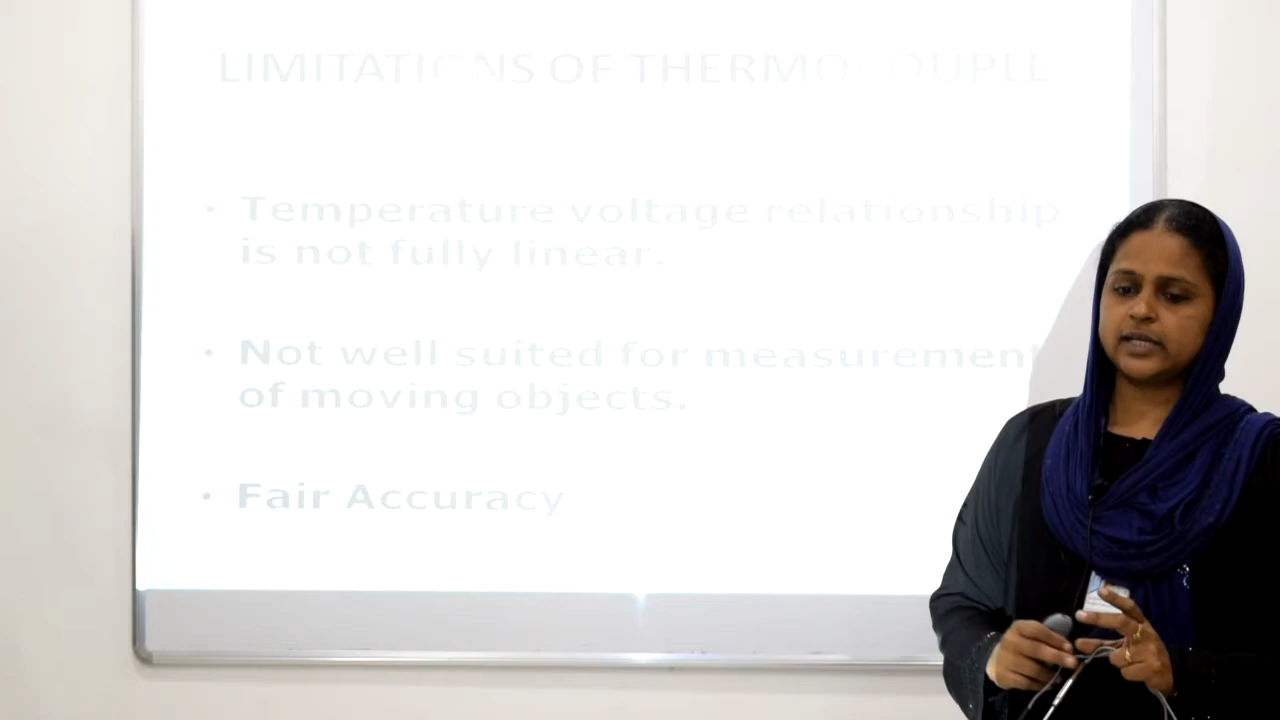 LIMITATIONS OF THERMOCOUPLE
• Temperature voltage relationship
is not fully linear.
• Not well suited for measurement
of moving objects.
• Fair Accuracy